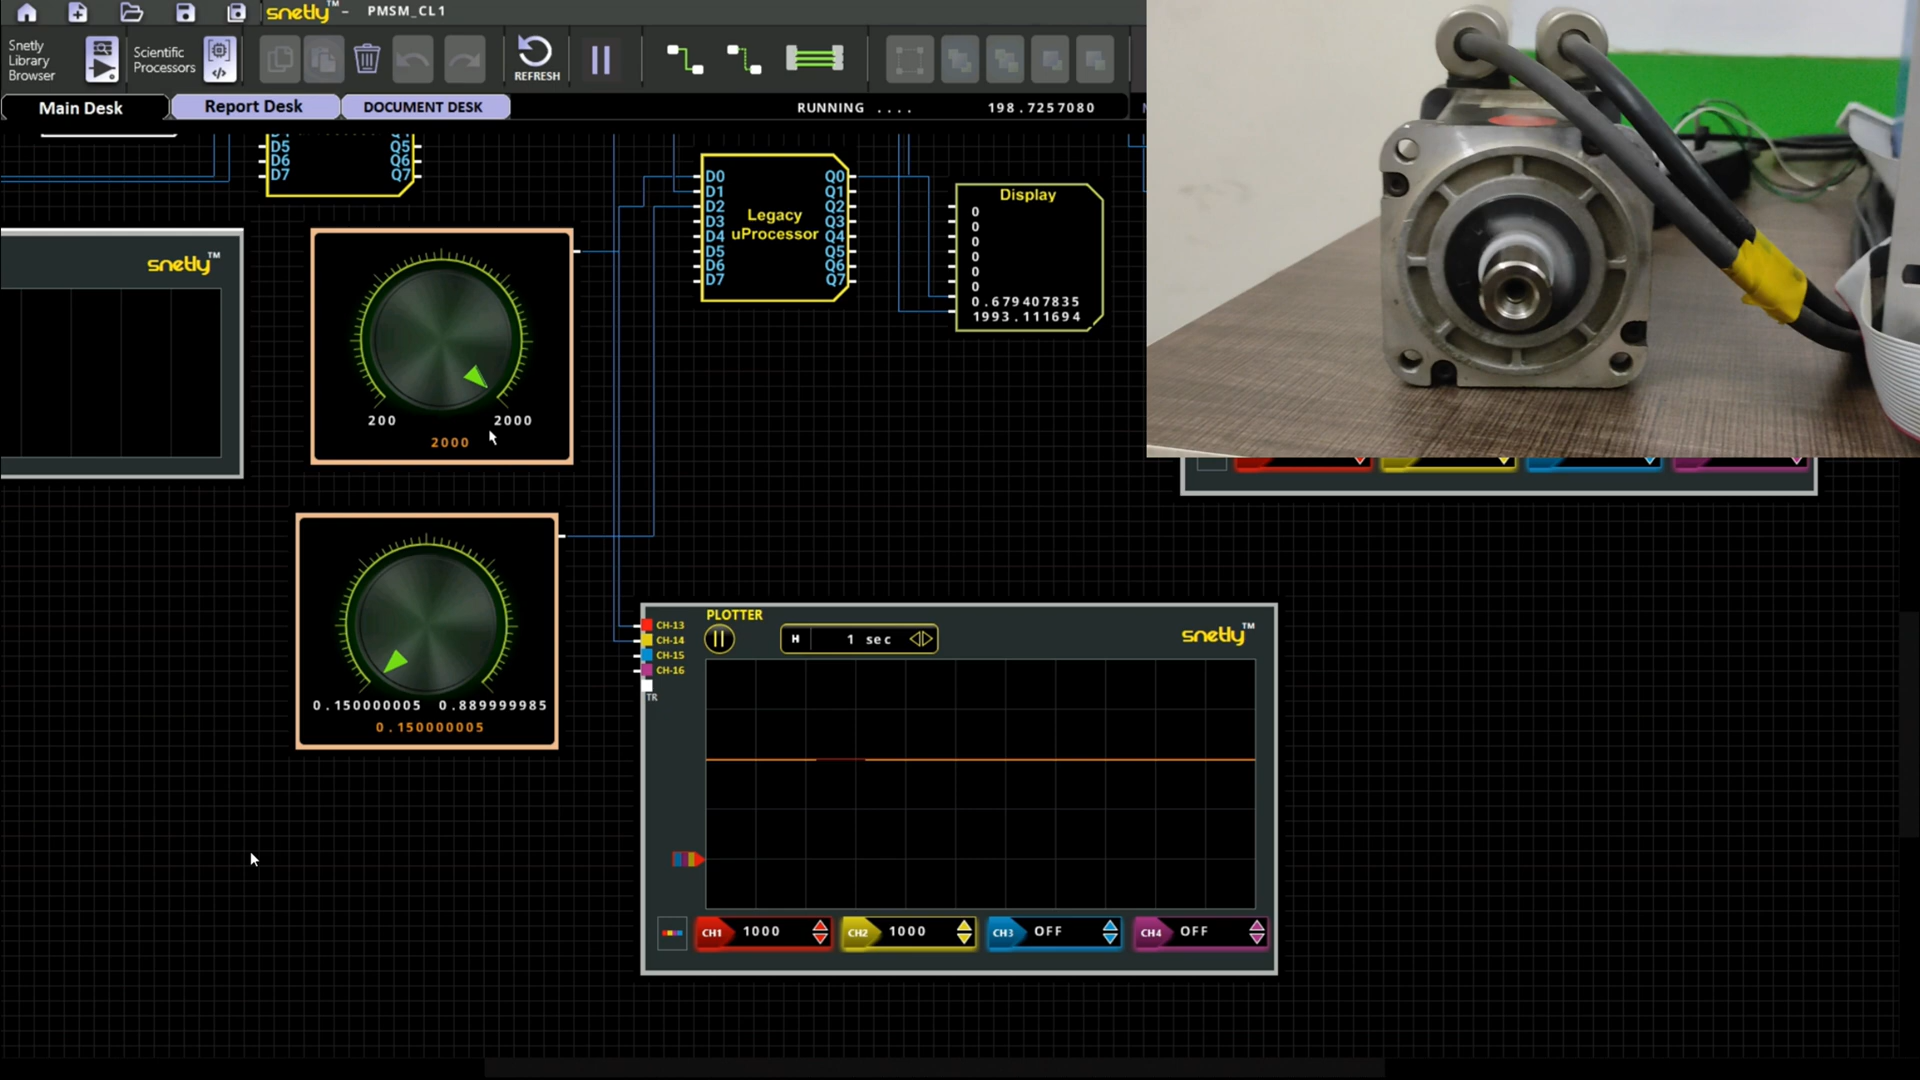 snetly™ - PMSM_CL1
Snetly
Library
Browser
Scientific
Processors
REFRESH
Main Desk
Report Desk
DOCUMENT DESK
RUNNING ....
198.7257080
D5 Q5
D6 Q6
D7 Q7
snetly™
200 2000
2000
D0 Q0
D1 Q1
D2 Q2
D3 Q3
D4 Q4
D5 Q5
D6 Q6
D7 Q7
Legacy
uProcessor
Display
0
0
0
0
0
0
0.679407835
1993.111694
0.150000005 0.889999985
0.150000005
PLOTTER
CH-13
CH-14
CH-15
CH-16
TR
H 1 sec
snetly™
CH1 1000
CH2 1000
CH3 OFF
CH4 OFF